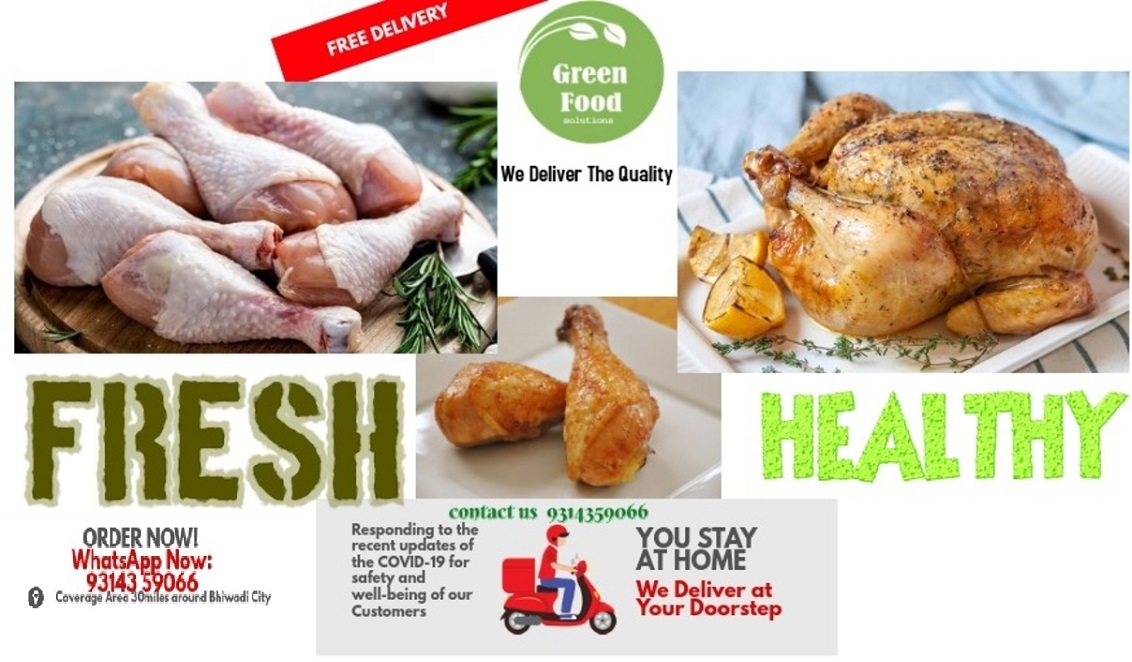 FREE DELIVERY
Green
Food
solutions
We Deliver The Quality
FRESH
HEALTHY
ORDER NOW!
WhatsApp Now:
93143 59066
Coverage Area 30miles around Bhiwadi City
contact us 9314359066
Responding to the
recent updates of
the COVID-19 for
safety and
well-being of our
Customers
YOU STAY
AT HOME
We Deliver at
Your Doorstep